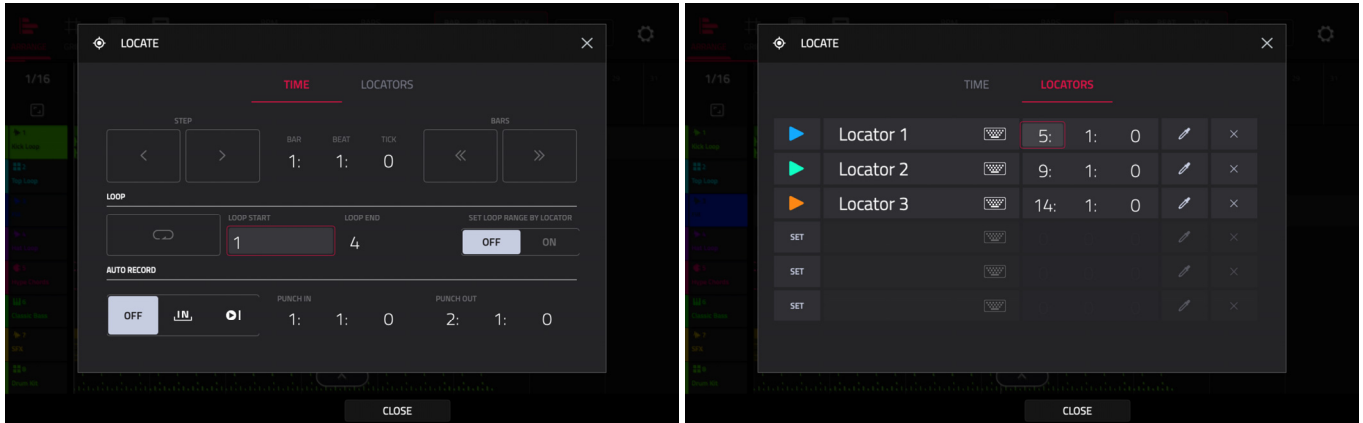 LOCATE
TIME LOCATORS
STEP BARS
BAR BEAT TICK
1: 1: 0
LOOP
LOOP START LOOP END SET LOOP RANGE BY LOCATOR
1 4 OFF ON
AUTO RECORD
PUNCH IN PUNCH OUT
OFF IN 1: 1: 0 2: 1: 0
CLOSE
1/16
LOCATE
TIME LOCATORS
Locator 1 5: 1: 0
Locator 2 9: 1: 0
Locator 3 14: 1: 0
SET
SET
SET
CLOSE
1/16